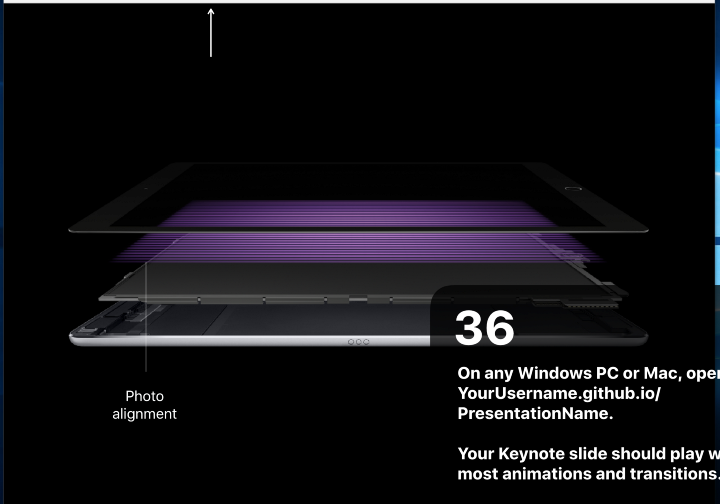 Photo
alignment
36
On any Windows PC or Mac, open
YourUsername.github.io/
PresentationName.
Your Keynote slide should play w
most animations and transitions.